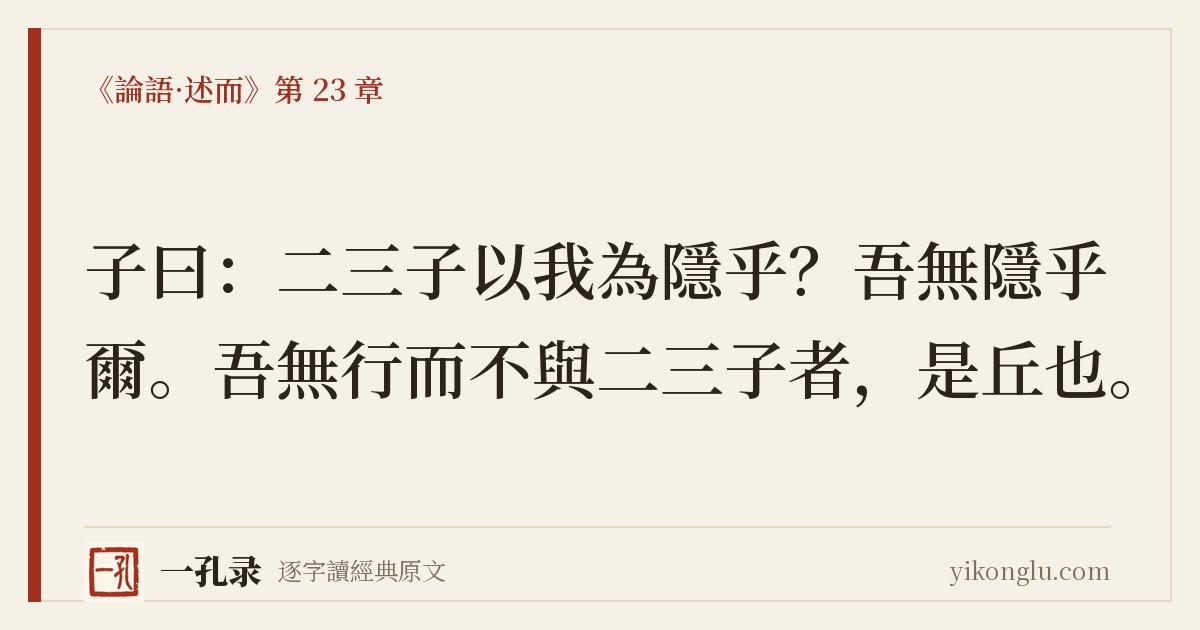 《論語·述而》第 23 章
子曰：二三子以我為隱乎？吾無隱乎
爾。吾無行而不與二三子者，是丘也。
一孔
一孔录 逐字讀經典原文
yikonglu.com